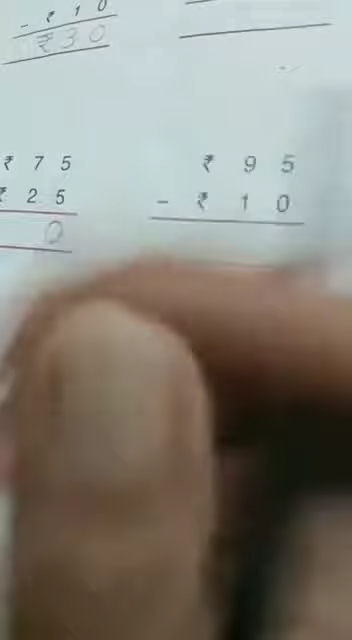 - ₹ 1 0
₹ 3 0
₹ 7 5
₹ 2 5
0
₹ 9 5
- ₹ 1 0